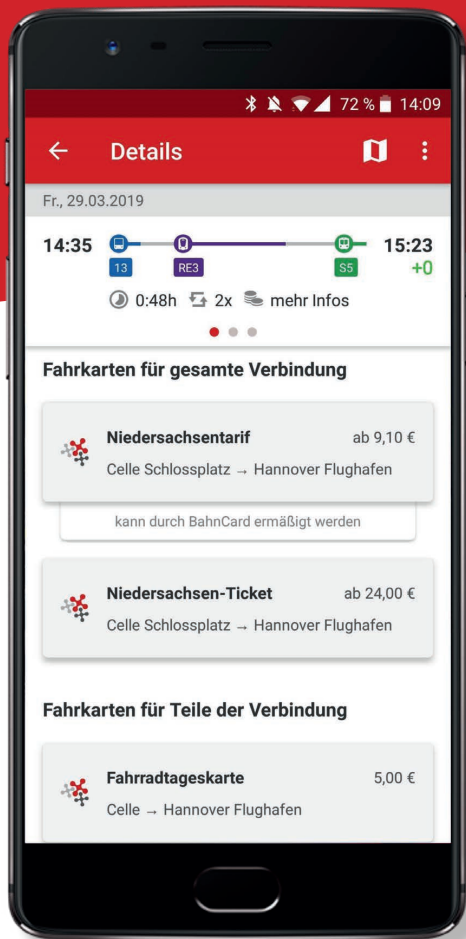 72 % 14:09
Details
Fr., 29.03.2019
14:35 15:23
13 RE3 S5 +0
0:48h 2x mehr Infos
Fahrkarten für gesamte Verbindung
Niedersachsentarif ab 9,10 €
Celle Schlossplatz → Hannover Flughafen
kann durch BahnCard ermäßigt werden
Niedersachsen-Ticket ab 24,00 €
Celle Schlossplatz → Hannover Flughafen
Fahrkarten für Teile der Verbindung
Fahrradtageskarte 5,00 €
Celle → Hannover Flughafen